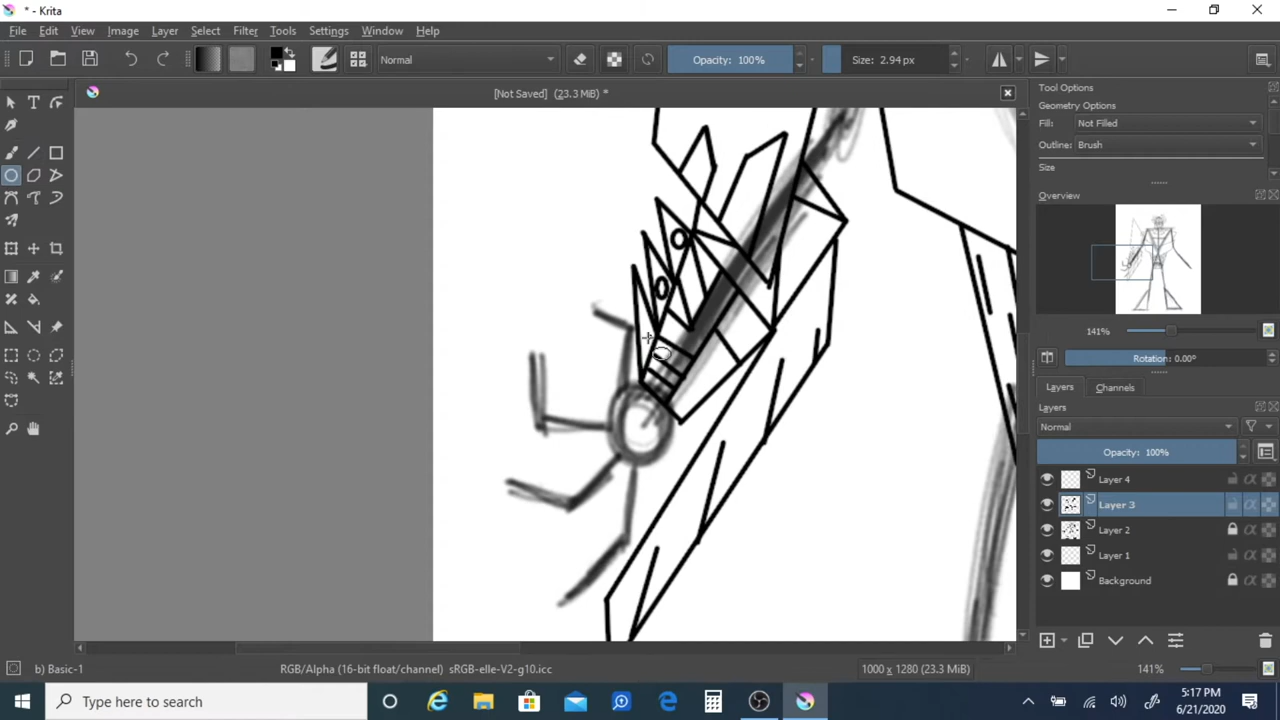 * - Krita
File Edit View Image Layer Select Filter Tools Settings Window Help
Normal Opacity: 100% Size: 2.94 px
[Not Saved] (23.3 MiB) *
Tool Options
Geometry Options
Fill: Not Filled
Outline: Brush
Size
Overview
141%
Rotation: 0.00°
Layers Channels
Layers
Normal
Opacity: 100%
Layer 4
Layer 3
Layer 2
Layer 1
Background
b) Basic-1 RGB/Alpha (16-bit float/channel) sRGB-elle-V2-g10.icc 1000 x 1280 (23.3 MiB) 141%
Type here to search
5:17 PM
6/21/2020